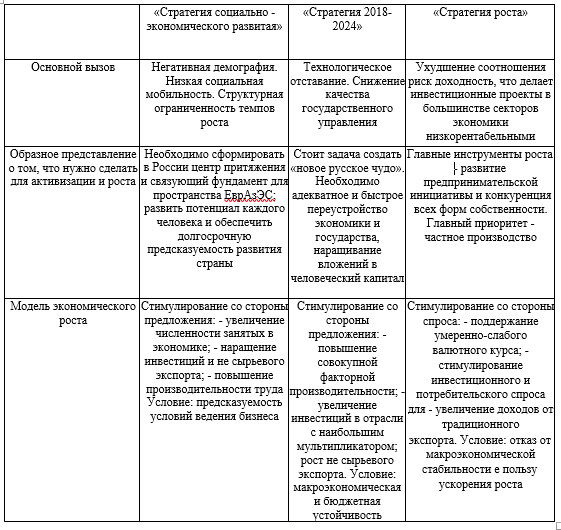 «Стратегия социально -
экономического развитая»
«Стратегия 2018-
2024»
«Стратегия роста»
Основной вызов
Негативная демография.
Низкая социальная
мобильность. Структурная
ограниченность темпов
роста
Технологическое
отставание. Снижение
качества
государственного
управления
Ухудшение соотношения
риск доходность, что делает
инвестиционные проекты в
большинстве секторов
экономики
низкорентабельными
Образное представление
о том, что нужно сделать
для активизации и роста
Необходимо сформировать
в России центр притяжения
и связующий фундамент для
пространства ЕврАзЭС:
развить потенциал каждого
человека и обеспечить
долгосрочную
предсказуемость развития
страны
Стоит задача создать
«новое русское чудо».
Необходимо
адекватное и быстрое
переустройство
экономики и
государства,
наращивание
вложений в
человеческий капитал
Главные инструменты роста
- развитие
предпринимательской
инициативы и конкуренция
всех форм собственности.
Главный приоритет -
частное производство
Модель экономического
роста
Стимулирование со стороны
предложения: - увеличение
численности занятых в
экономике; - наращение
инвестиций и не сырьевого
экспорта; - повышение
производительности труда
Условие: предсказуемость
условий ведения бизнеса
Стимулирование со
стороны
предложения: -
повышение
совокупной
факторной
производительности; -
увеличение
инвестиций в отрасли
с наибольшим
мультипликатором;
рост не сырьевого
экспорта. Условие:
макроэкономическая
и бюджетная
устойчивость
Стимулирование со стороны
спроса: - поддержание
умеренно-слабого
валютного курса; -
стимулирование
инвестиционного и
потребительского спроса
для - увеличение доходов от
традиционного
экспорта. Условие: отказ от
макроэкономической
стабильности е пользу
ускорения роста